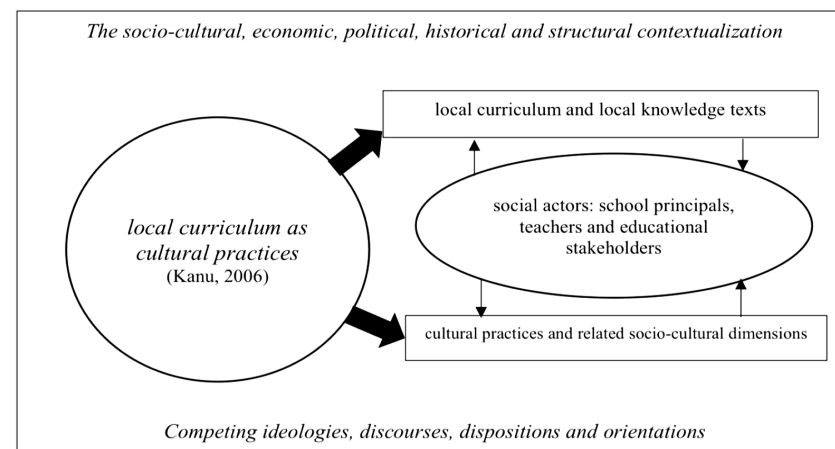 The socio-cultural, economic, political, historical and structural contextualization
local curriculum and local knowledge texts
local curriculum as
cultural practices
(Kanu, 2006)
social actors: school principals,
teachers and educational
stakeholders
cultural practices and related socio-cultural dimensions
Competing ideologies, discourses, dispositions and orientations